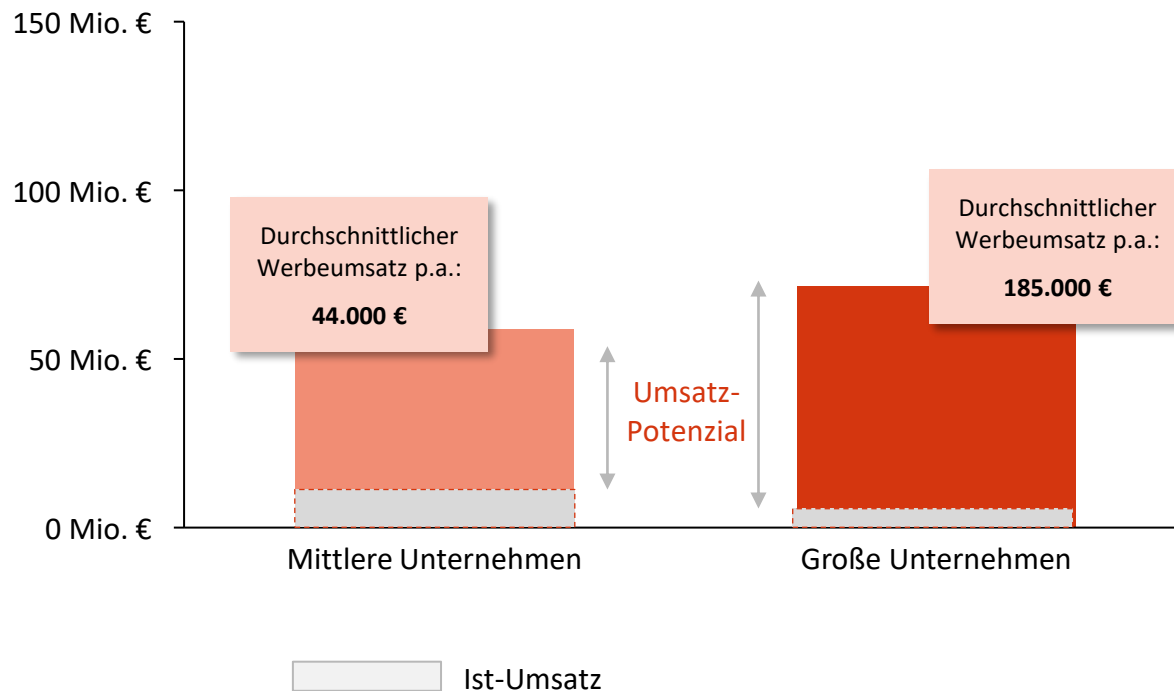 150 Mio. €
100 Mio. €
50 Mio. €
0 Mio. €
Durchschnittlicher
Werbeumsatz p.a.:
44.000 €
Umsatz-
Potenzial
Durchschnittlicher
Werbeumsatz p.a.:
185.000 €
Mittlere Unternehmen
Große Unternehmen
Ist-Umsatz